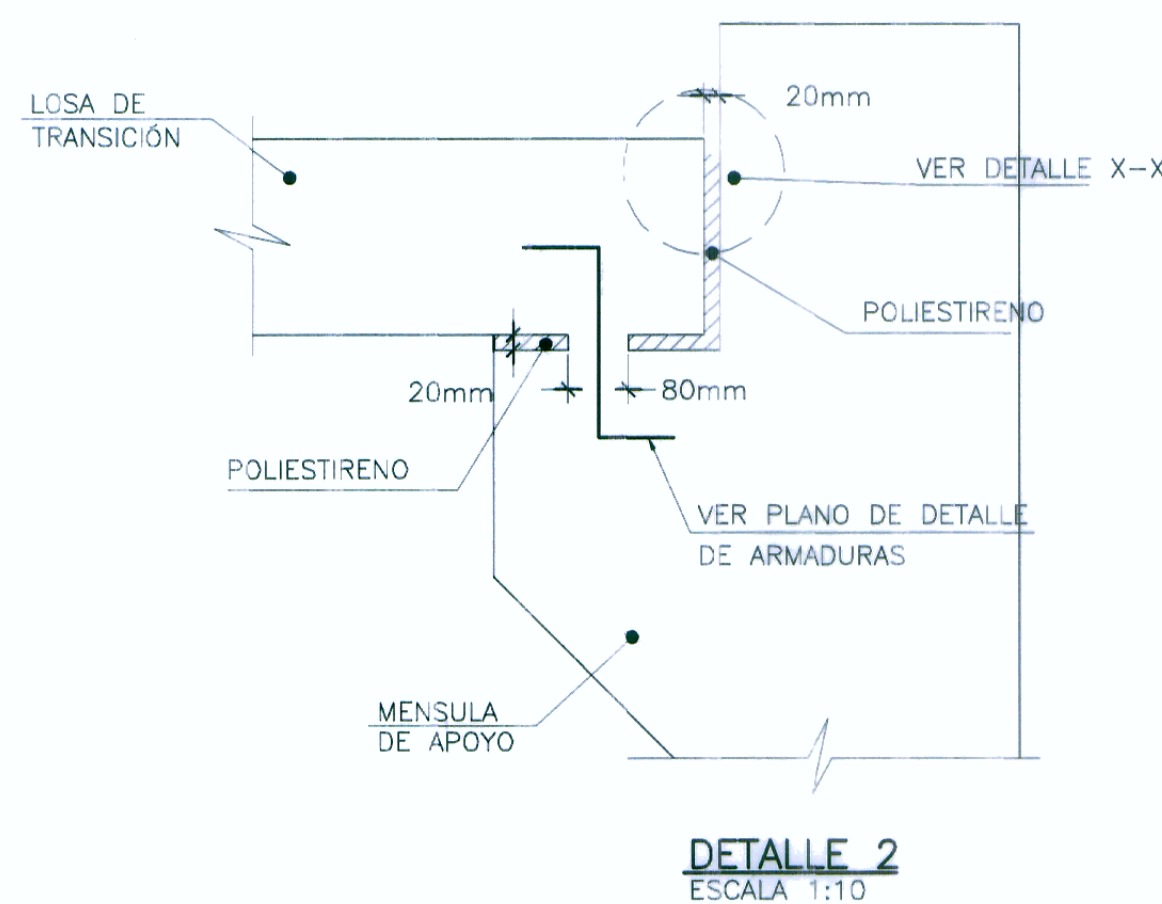 LOSA DE
TRANSICIÓN
20mm
VER DETALLE X-X
POLIESTIRENO
20mm
80mm
POLIESTIRENO
VER PLANO DE DETALLE
DE ARMADURAS
MENSULA
DE APOYO
DETALLE 2
ESCALA 1:10